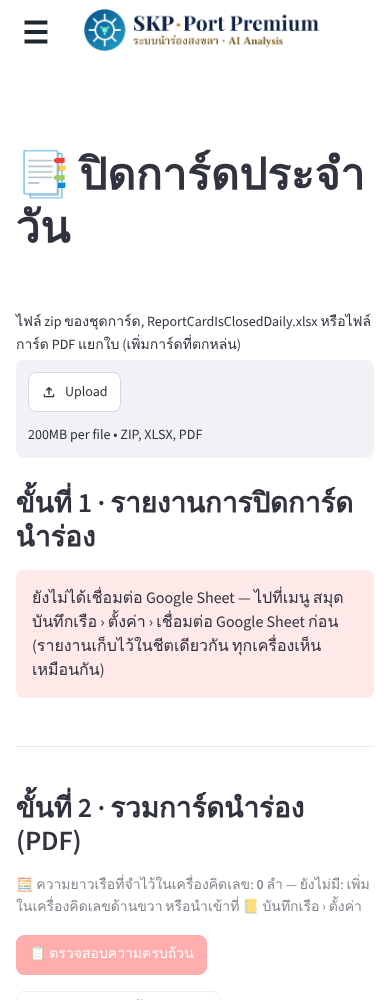 SKP·Port Premium
ระบบนำร่องสงขลา · AI Analysis
📑 ปิดการ์ดประจำ
วัน
ไฟล์ zip ของชุดการ์ด, ReportCardIsClosedDaily.xlsx หรือไฟล์
การ์ด PDF แยกใบ (เพิ่มการ์ดที่ตกหล่น)
Upload
200MB per file • ZIP, XLSX, PDF
ขั้นที่ 1 · รายงานการปิดการ์ด
นำร่อง
ยังไม่ได้เชื่อมต่อ Google Sheet — ไปที่เมนู สมุด
บันทึกเรือ › ตั้งค่า › เชื่อมต่อ Google Sheet ก่อน
(รายงานเก็บไว้ในชีตเดียวกัน ทุกเครื่องเห็น
เหมือนกัน)
ขั้นที่ 2 · รวมการ์ดนำร่อง
(PDF)
🧮 ความยาวเรือที่จำไว้ในเครื่องคิดเลข: 0 ลำ — ยังไม่มี: เพิ่ม
ในเครื่องคิดเลขด้านขวา หรือนำเข้าที่ 📒 บันทึกเรือ › ตั้งค่า
📋 ตรวจสอบความครบถ้วน